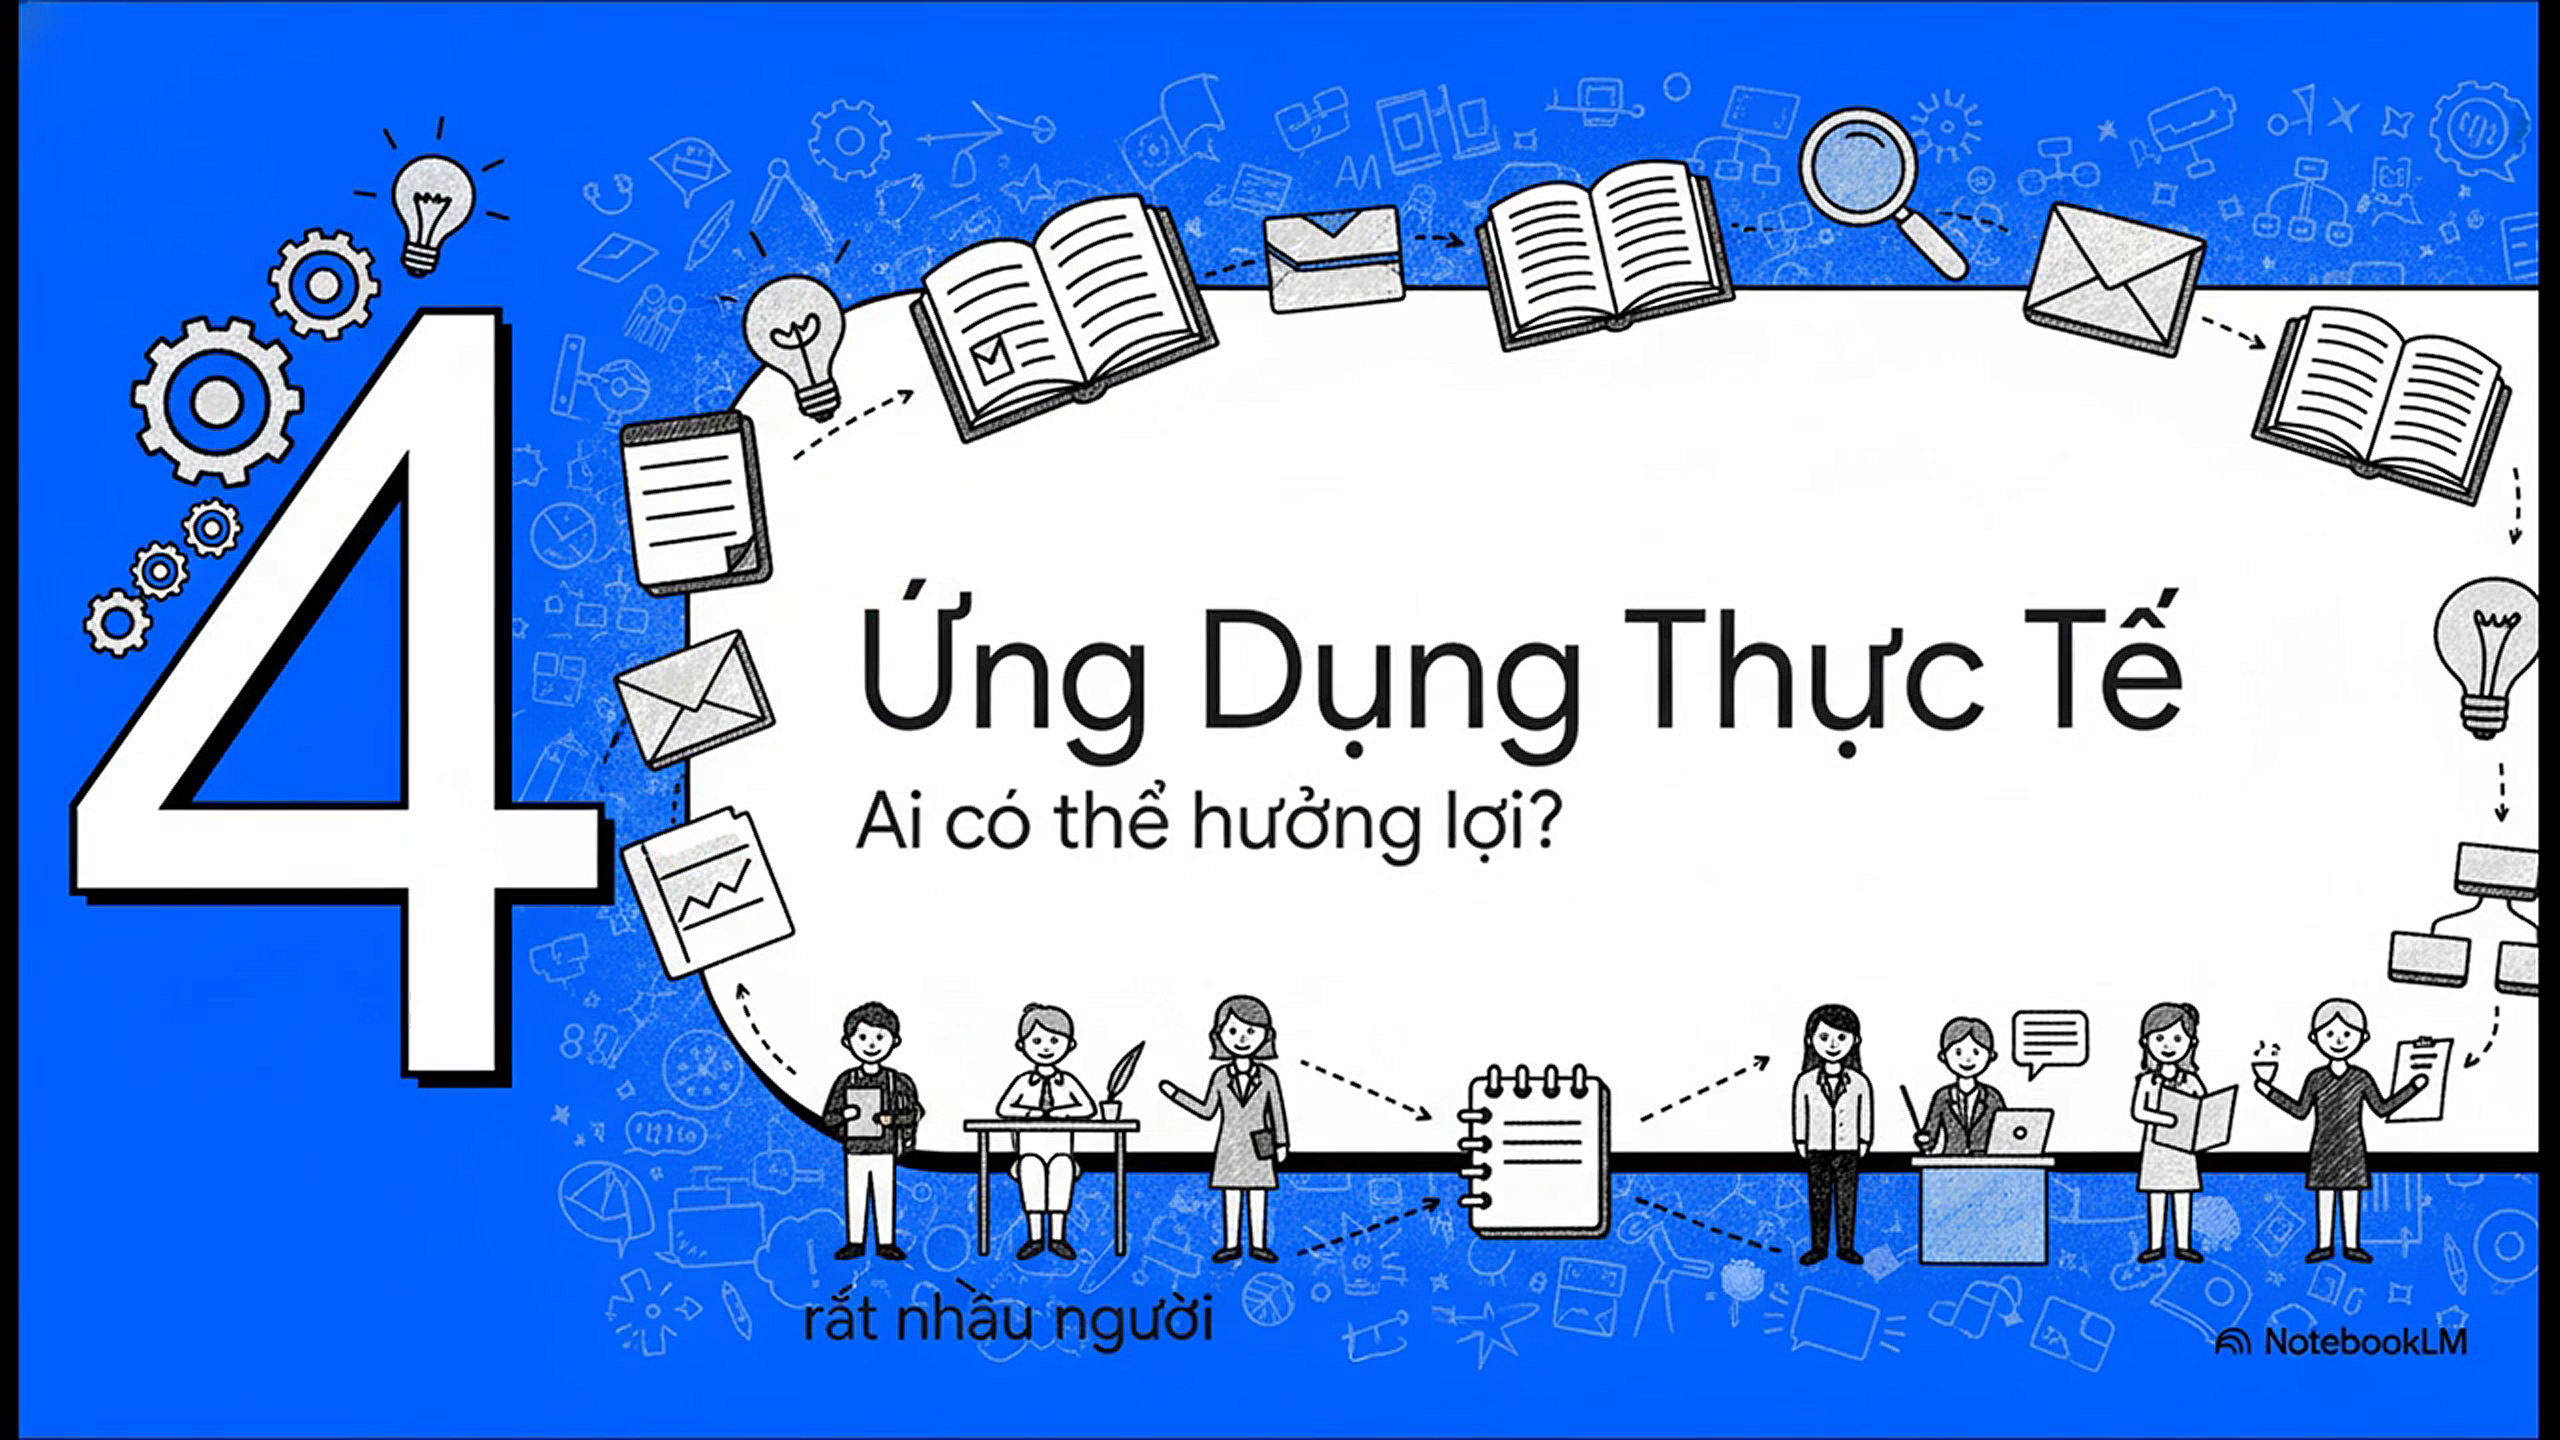 4
Ứng Dụng Thực Tế
Ai có thể hưởng lợi?
rất nhầu người
NotebookLM